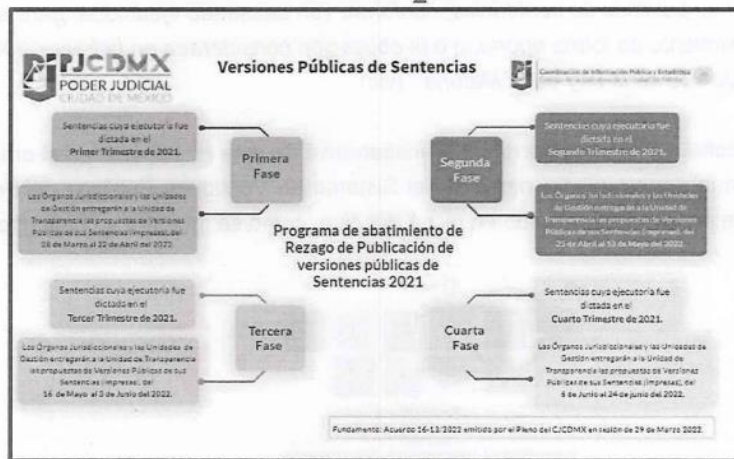 Versiones Públicas de Sentencias
PJCDMX
PODER JUDICIAL
CIUDAD DE MÉXICO
Coordinación de Información Pública y Estadística
Sentencias cuya ejecutoria fue
dictada en el
Primer Trimestre de 2021.
Primera
Fase
Los Órganos Jurisdiccionales y las Unidades
de Gestión entregarán a la Unidad de
Transparencia las propuestas de Versiones
Públicas de sus Sentencias (impresas), del
de Marzo al 22 de Abril del 2022.
Sentencias cuya ejecutoria fue
dictada en el
Segundo Trimestre de 2021.
Segunda
Fase
Los Órganos Jurisdiccionales y las Unidades
de Gestión entregarán a la Unidad de
Transparencia las propuestas de Versiones
Públicas de sus Sentencias (impresas), del
25 de Abril al 13 de Mayo del 2022.
Programa de abatimiento de
Rezago de Publicación de
versiones públicas de
Sentencias 2021
Sentencias cuya ejecutoria fue
dictada en el
Tercer Trimestre de 2021.
Tercera
Fase
Los Órganos Jurisdiccionales y las Unidades de
Gestión entregarán a la Unidad de Transparencia
las propuestas de Versiones Públicas de sus
Sentencias (impresas), del
16 de Mayo al 3 de Junio del 2022.
Sentencias cuya ejecutoria fue
dictada en el
Cuarto Trimestre de 2021.
Cuarta
Fase
Los Órganos Jurisdiccionales y las Unidades de
Gestión entregarán a la Unidad de
Transparencia las propuestas de Versiones
Públicas de sus Sentencias (impresas), del
6 de Junio al 24 de junio del 2022.
Fundamento: Acuerdo 16-13/2022 emitido por el Pleno del CJCDMX en sesión de 29 de Marzo 2022.